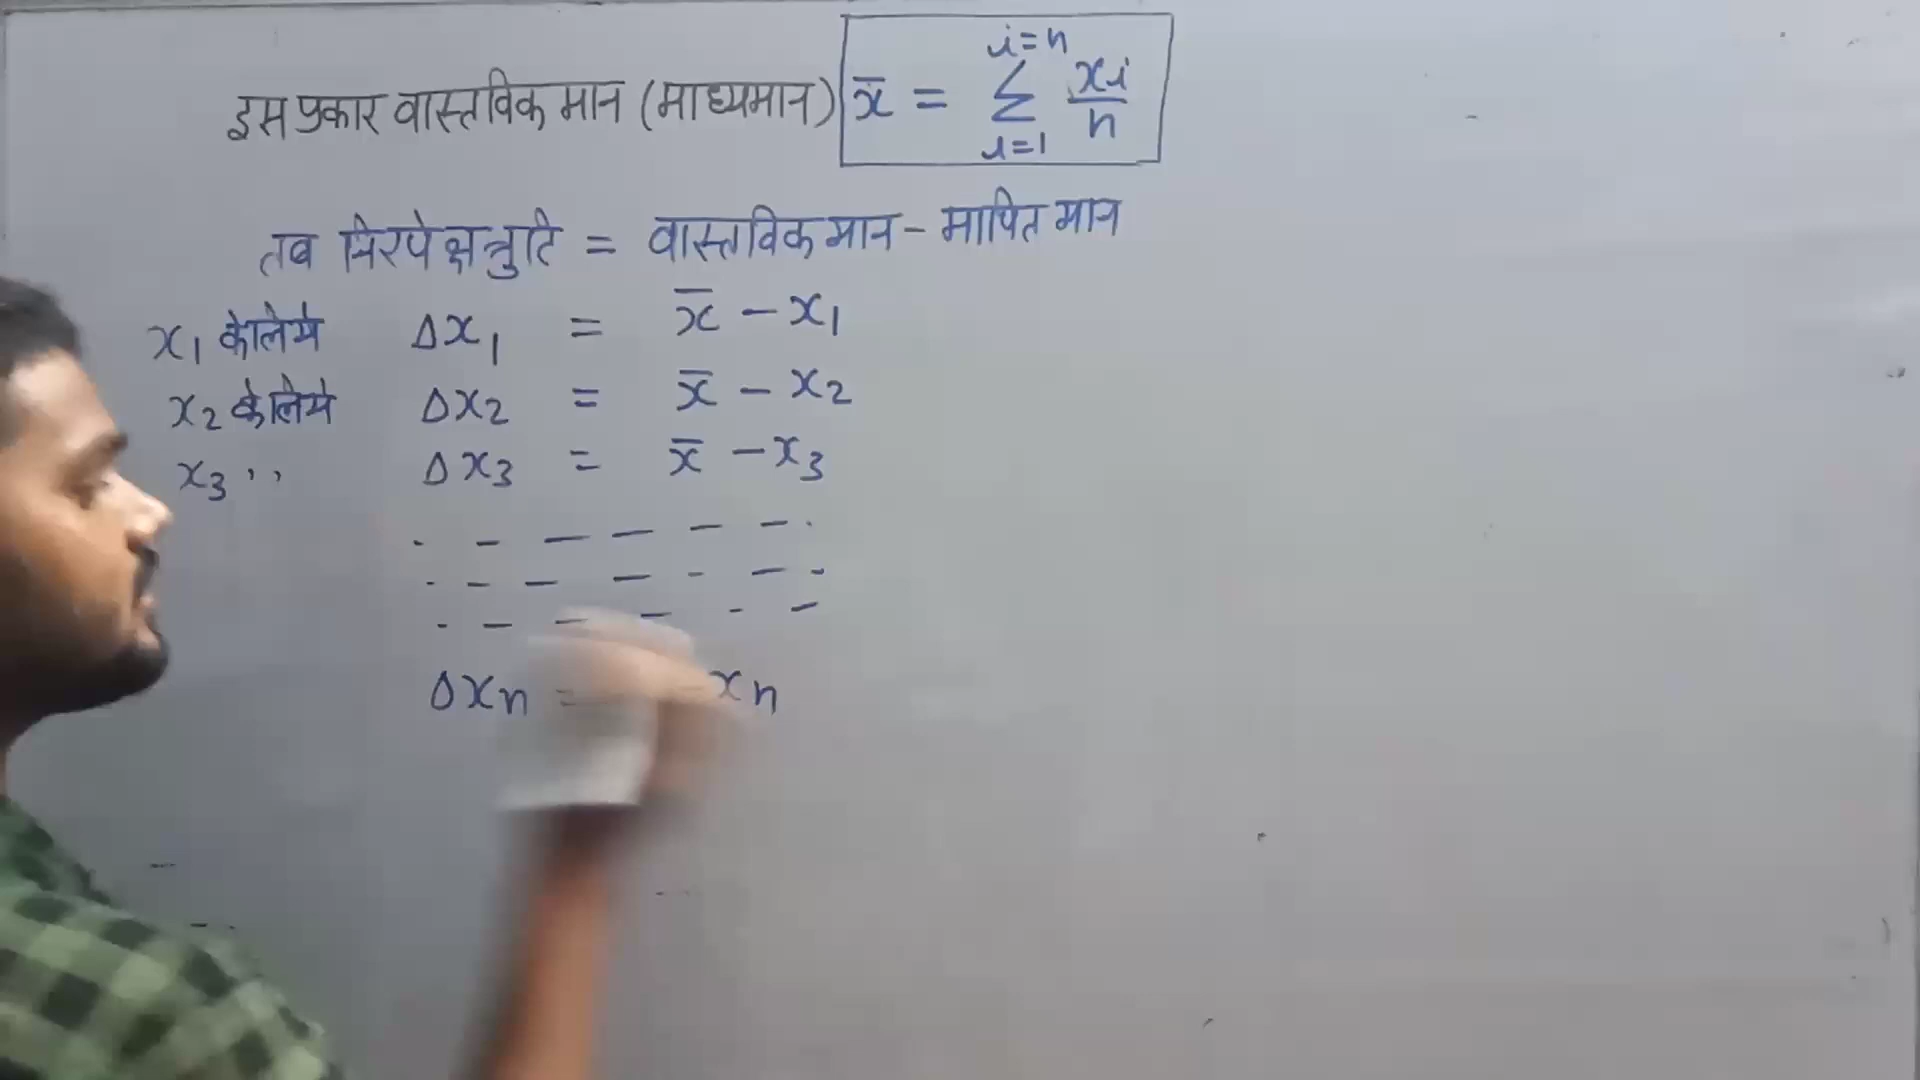 इस प्रकार वास्तविक मान (माध्यमान) x̄ = Σ_{i=1}^{i=n} xi/n
तब निरपेक्ष त्रुटि = वास्तविक मान - मापित मान
x₁ के लिये Δx₁ = x̄ - x₁
x₂ के लिये Δx₂ = x̄ - x₂
x₃ ,, Δx₃ = x̄ - x₃
Δxn = xn